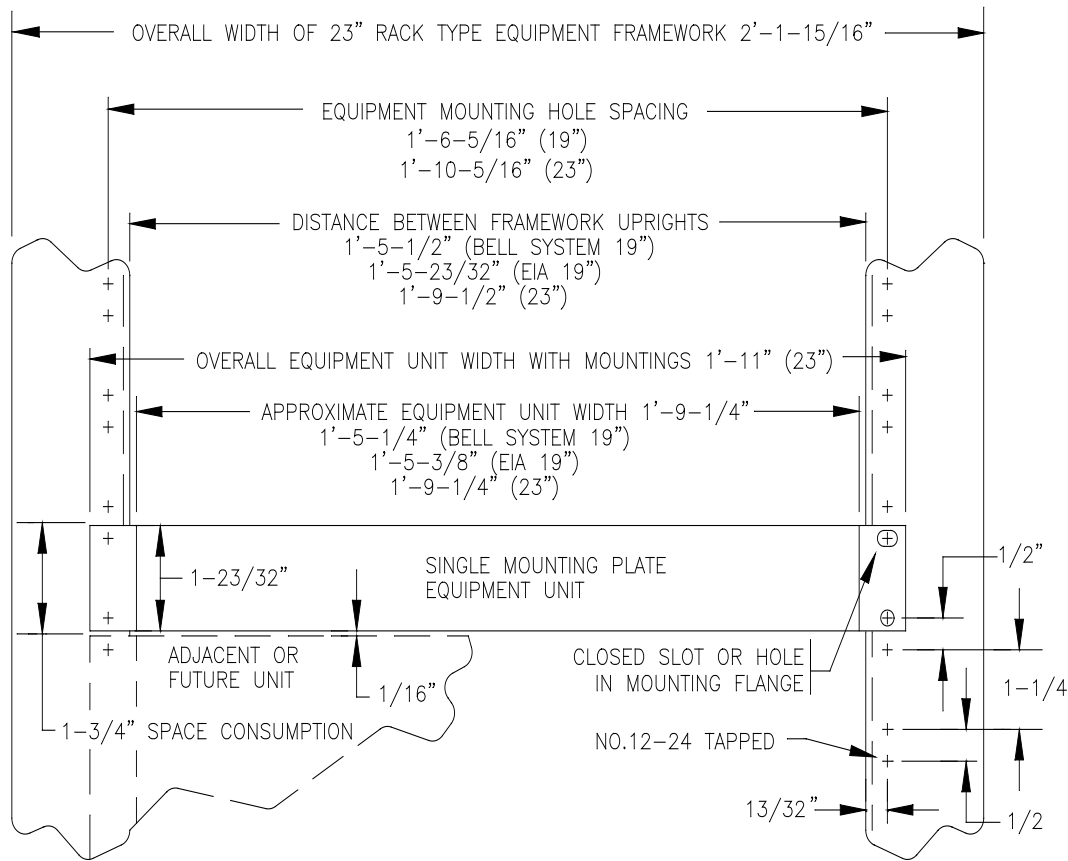 OVERALL WIDTH OF 23” RACK TYPE EQUIPMENT FRAMEWORK 2’-1-15/16”
EQUIPMENT MOUNTING HOLE SPACING
1’-6-5/16” (19”)
1’-10-5/16” (23”)
DISTANCE BETWEEN FRAMEWORK UPRIGHTS
1’-5-1/2” (BELL SYSTEM 19”)
1’-5-23/32” (EIA 19”)
1’-9-1/2” (23”)
OVERALL EQUIPMENT UNIT WIDTH WITH MOUNTINGS 1’-11” (23”)
APPROXIMATE EQUIPMENT UNIT WIDTH 1’-9-1/4”
1’-5-1/4” (BELL SYSTEM 19”)
1’-5-3/8” (EIA 19”)
1’-9-1/4” (23”)
1-23/32”
SINGLE MOUNTING PLATE
EQUIPMENT UNIT
1/2”
ADJACENT OR
FUTURE UNIT
1/16”
CLOSED SLOT OR HOLE
IN MOUNTING FLANGE
1-1/4
1-3/4” SPACE CONSUMPTION
NO.12-24 TAPPED
13/32”
1/2